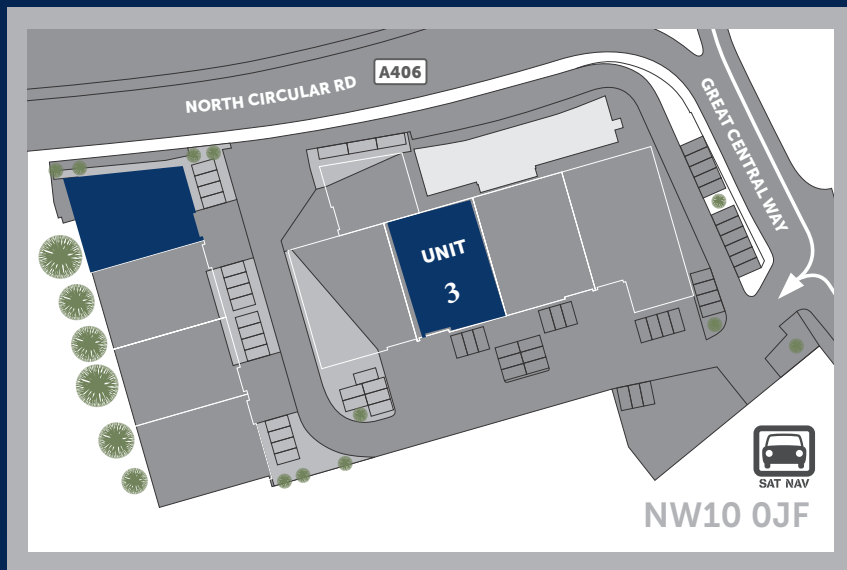 A406
NORTH CIRCULAR RD
GREAT CENTRAL WAY
UNIT
3
SAT NAV
NW10 0JF